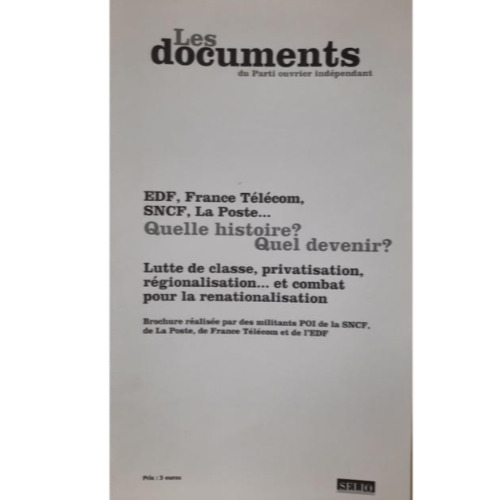 Les
documents
du Parti ouvrier indépendant
EDF, France Télécom,
SNCF, La Poste...
Quelle histoire?
Quel devenir?
Lutte de classe, privatisation,
régionalisation... et combat
pour la renationalisation
Brochure réalisée par des militants POI de la SNCF,
de La Poste, de France Télécom et de l'EDF
Prix : 3 euros
SELIO